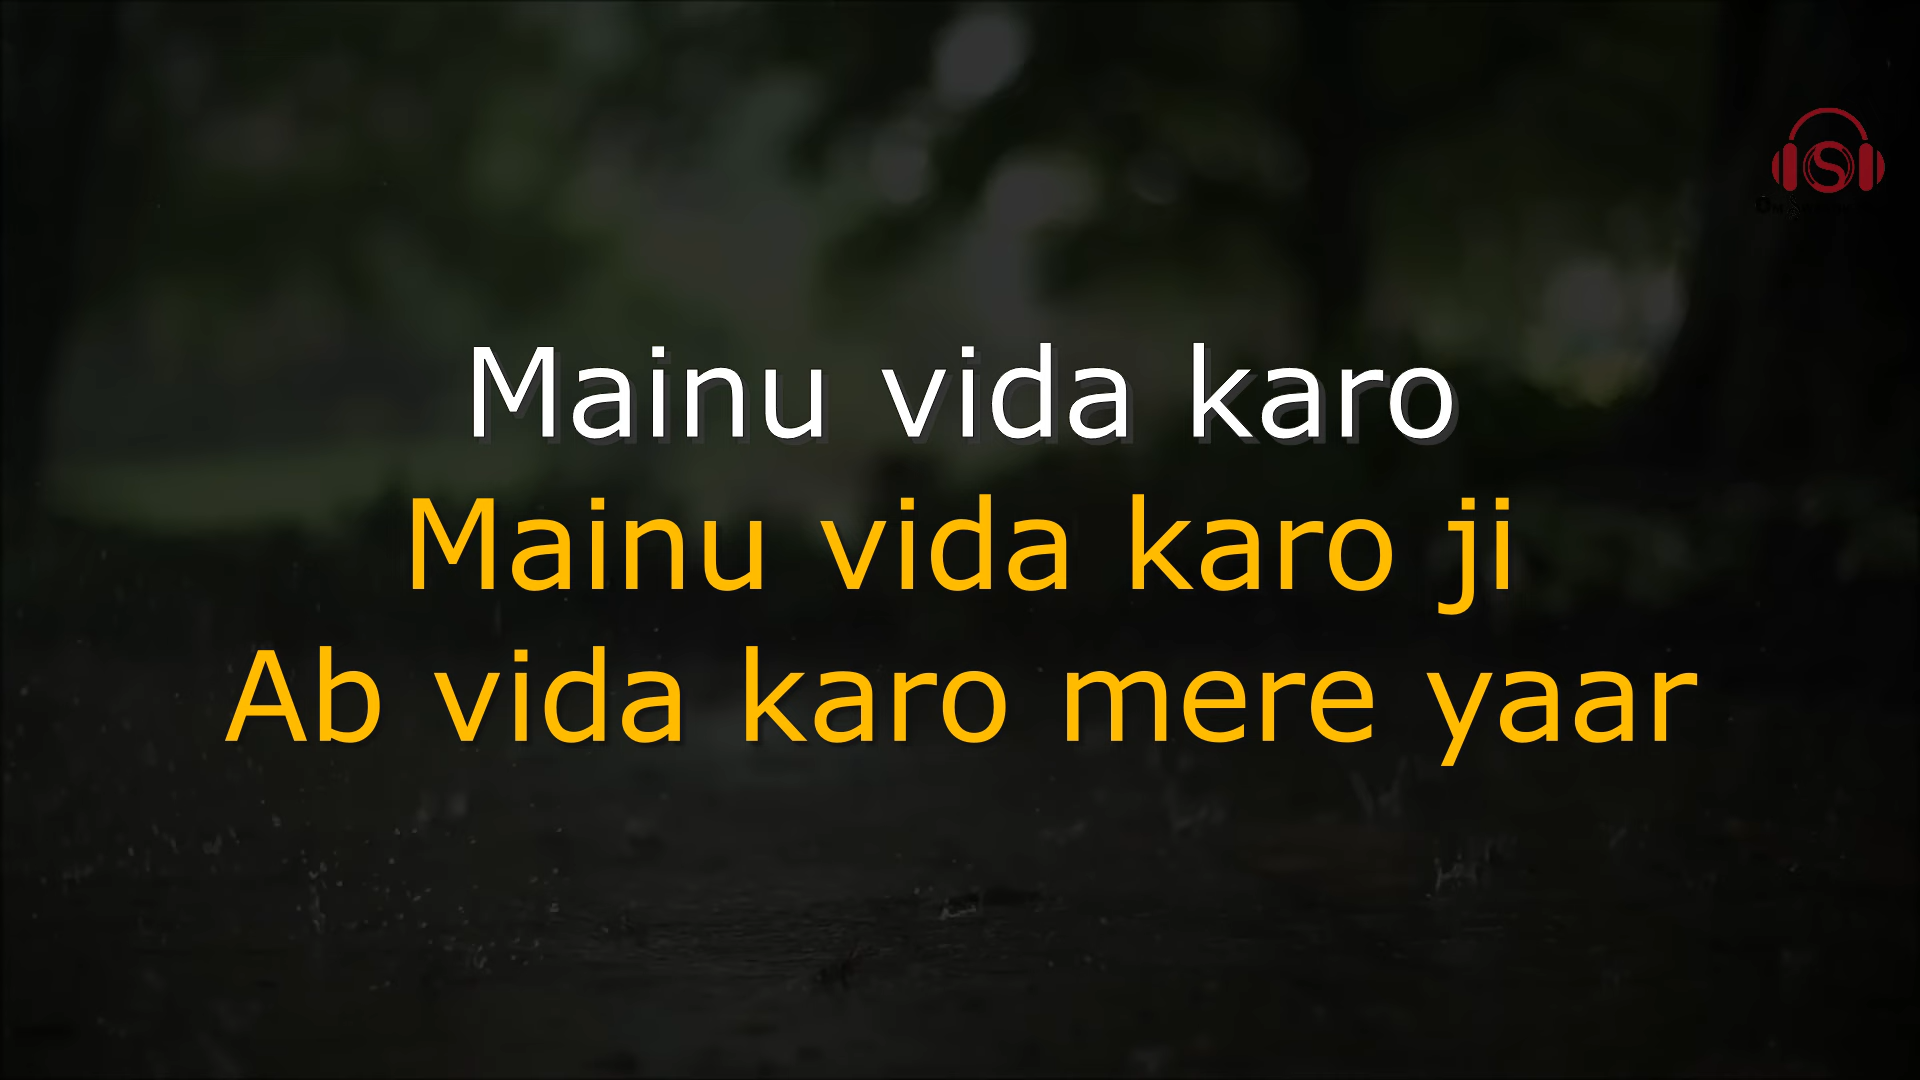 Mainu vida karo
Mainu vida karo ji
Ab vida karo mere yaar